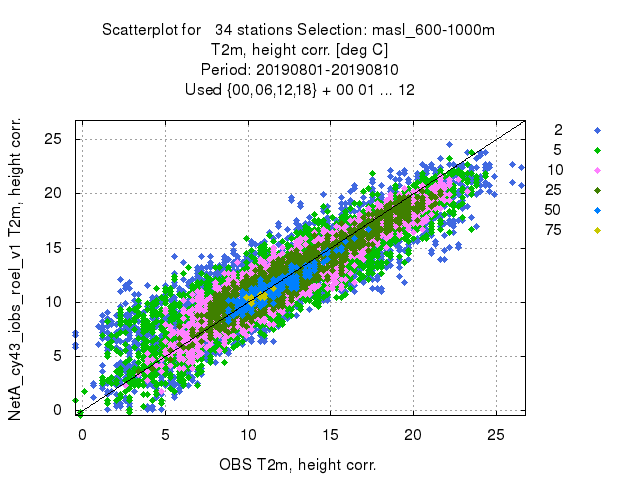 Scatterplot for   34 stations Selection: masl_600-1000m
T2m, height corr. [deg C]
Period: 20190801-20190810
Used {00,06,12,18} + 00 01 ... 12
NetA_cy43_iobs_roel_v1 T2m, height corr.
25
20
15
10
5
0
0 5 10 15 20 25
OBS T2m, height corr.
2
5
10
25
50
75